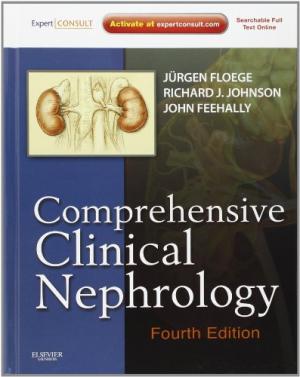 Expert CONSULT
Activate at expertconsult.com
Searchable Full
Text Online
JÜRGEN FLOEGE
RICHARD J. JOHNSON
JOHN FEEHALLY
Comprehensive
Clinical
Nephrology
Fourth Edition
ELSEVIER
SAUNDERS